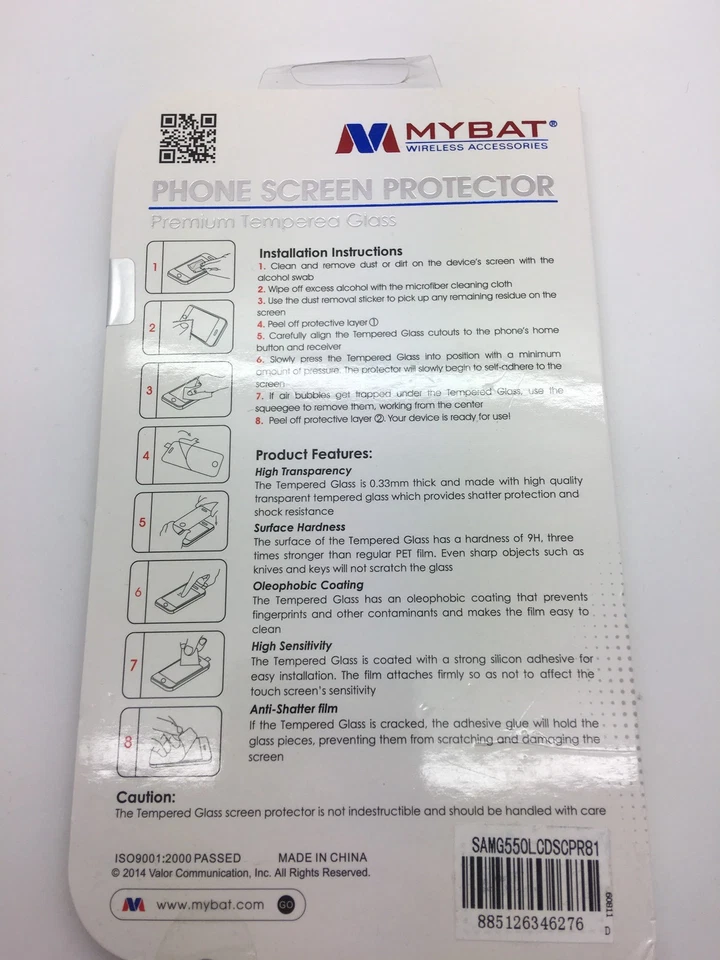 MYBAT®
WIRELESS ACCESSORIES
PHONE SCREEN PROTECTOR
Premium Tempered Glass
1
2
3
4
5
6
7
8
Installation Instructions
1. Clean and remove dust or dirt on the device's screen with the
alcohol swab
2. Wipe off excess alcohol with the microfiber cleaning cloth
3. Use the dust removal sticker to pick up any remaining residue on the
screen
4. Peel off protective layer ①
5. Carefully align the Tempered Glass cutouts to the phone's home
button and receiver
6. Slowly press the Tempered Glass into position with a minimum
amount of pressure. The protector will slowly begin to self-adhere to the
screen
7. If air bubbles get trapped under the Tempered Glass, use the
squeegee to remove them, working from the center
8. Peel off protective layer ②. Your device is ready for use!
Product Features:
High Transparency
The Tempered Glass is 0.33mm thick and made with high quality
transparent tempered glass which provides shatter protection and
shock resistance
Surface Hardness
The surface of the Tempered Glass has a hardness of 9H, three
times stronger than regular PET film. Even sharp objects such as
knives and keys will not scratch the glass
Oleophobic Coating
The Tempered Glass has an oleophobic coating that prevents
fingerprints and other contaminants and makes the film easy to
clean
High Sensitivity
The Tempered Glass is coated with a strong silicon adhesive for
easy installation. The film attaches firmly so as not to affect the
touch screen's sensitivity
Anti-Shatter film
If the Tempered Glass is cracked, the adhesive glue will hold the
glass pieces, preventing them from scratching and damaging the
screen
Caution:
The Tempered Glass screen protector is not indestructible and should be handled with care
ISO9001:2000 PASSED MADE IN CHINA
© 2014 Valor Communication, Inc. All Rights Reserved.
www.mybat.com GO
SAMG550LCDSCPR81
885126346276
60811 D